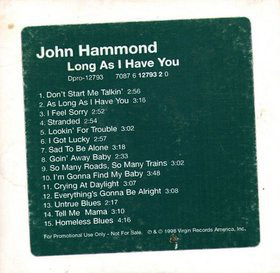 John Hammond
Long As I Have You
Dpro-12793 7087 6 12793 2 0
1. Don't Start Me Talkin' 2:56
2. As Long As I Have You 3:16
3. I Feel Sorry 2:52
4. Stranded 2:54
5. Lookin' For Trouble 3:02
6. I Got Lucky 2:57
7. Sad To Be Alone 3:18
8. Goin' Away Baby 2:33
9. So Many Roads, So Many Trains 3:02
10. I'm Gonna Find My Baby 3:48
11. Crying At Daylight 3:07
12. Everything's Gonna Be Alright 3:08
13. Untrue Blues 2:17
14. Tell Me Mama 3:10
15. Homeless Blues 4:16
For Promotional Use Only - Not For Sale. ℗ & © 1998 Virgin Records America, Inc.